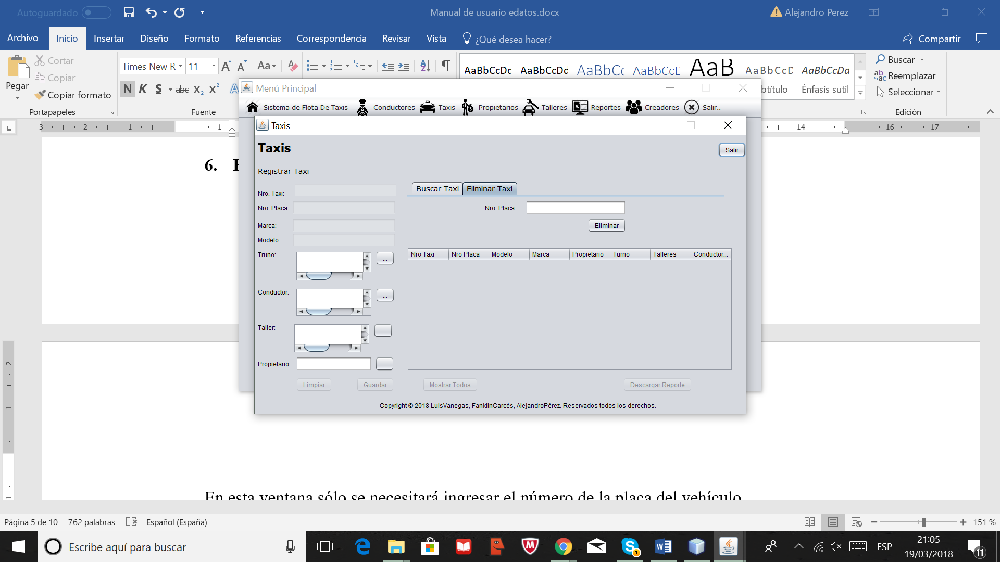 Autoguardado
Manual de usuario edatos.docx
Alejandro Perez
Archivo Inicio Insertar Diseño Formato Referencias Correspondencia Revisar Vista ¿Qué desea hacer? Compartir
Pegar
Cortar
Copiar
Copiar formato
Portapapeles
Times New R 11
Aa
N K S abc X₂ X²
Fuente
AaBbCcDc AaBbCcDc AaBbCc AaBbCcD AaB AaBbCcD AaBbCcDa
btítulo Énfasis sutil
Buscar
Reemplazar
Seleccionar
Edición
Menú Principal
Sistema de Flota De Taxis Conductores Taxis Propietarios Talleres Reportes Creadores Salir..
3 2 1 1 14 16 17
Taxis
Taxis
Salir
6.
Registrar Taxi
Nro. Taxi:
Nro. Placa:
Marca:
Modelo:
Truno: ...
Conductor: ...
Taller: ...
Propietario: ...
Limpiar Guardar
Buscar Taxi Eliminar Taxi
Nro. Placa:
Eliminar
Nro Taxi Nro Placa Modelo Marca Propietario Turno Talleres Conductor...
Mostrar Todos Descargar Reporte
Copyright © 2018 LuisVanegas, FanklinGarcés, AlejandroPérez. Reservados todos los derechos.
2
1
1
En esta ventana sólo se necesitará ingresar el número de la placa del vehículo
Página 5 de 10 762 palabras Español (España) 151 %
Escribe aquí para buscar
1
ESP
21:05
19/03/2018
11